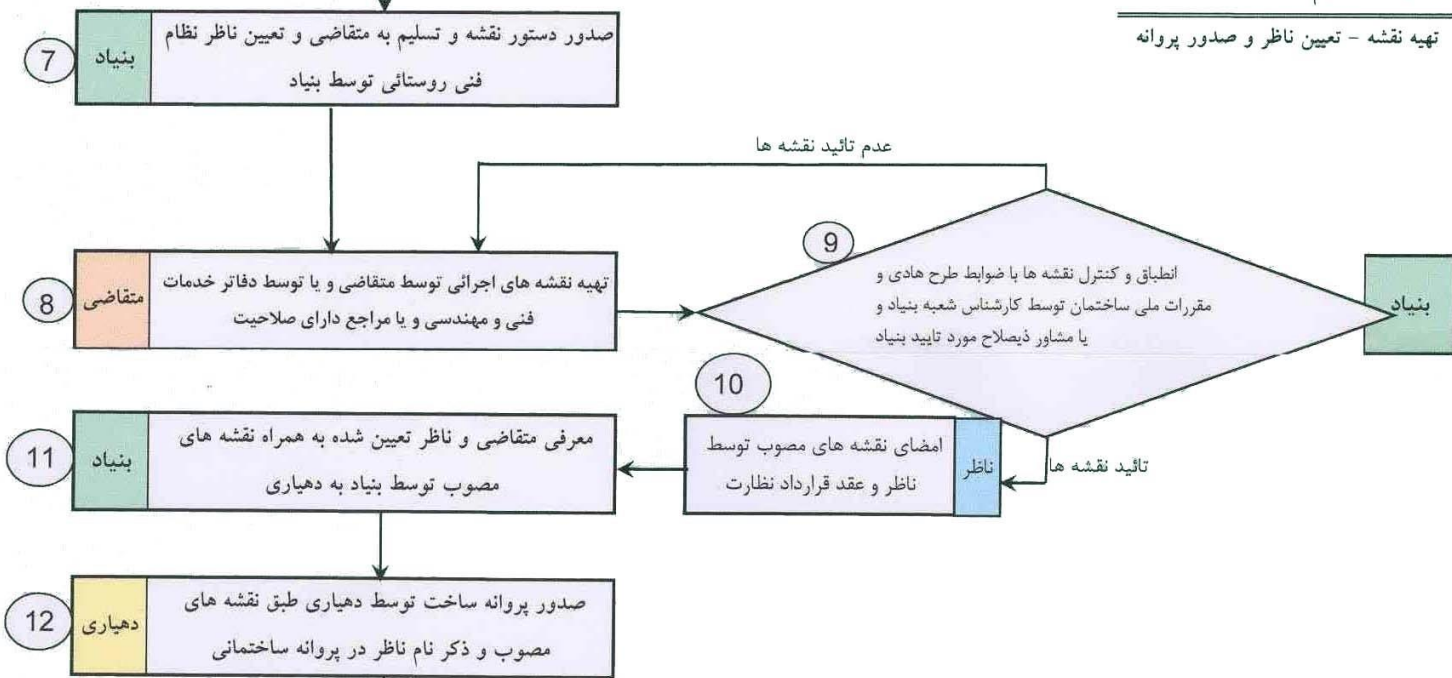 تهیه نقشه - تعیین ناظر و صدور پروانه
7
بنیاد
صدور دستور نقشه و تسلیم به متقاضی و تعیین ناظر نظام
فنی روستائی توسط بنیاد
عدم تائید نقشه ها
8
متقاضی
تهیه نقشه های اجرائی توسط متقاضی و یا توسط دفاتر خدمات
فنی و مهندسی و یا مراجع دارای صلاحیت
9
انطباق و کنترل نقشه ها با ضوابط طرح هادی و
مقررات ملی ساختمان توسط کارشناس شعبه بنیاد و
یا مشاور ذیصلاح مورد تایید بنیاد
بنیاد
تائید نقشه ها
10
ناظر
امضای نقشه های مصوب توسط
ناظر و عقد قرارداد نظارت
11
بنیاد
معرفی متقاضی و ناظر تعیین شده به همراه نقشه های
مصوب توسط بنیاد به دهیاری
12
دهیاری
صدور پروانه ساخت توسط دهیاری طبق نقشه های
مصوب و ذکر نام ناظر در پروانه ساختمانی